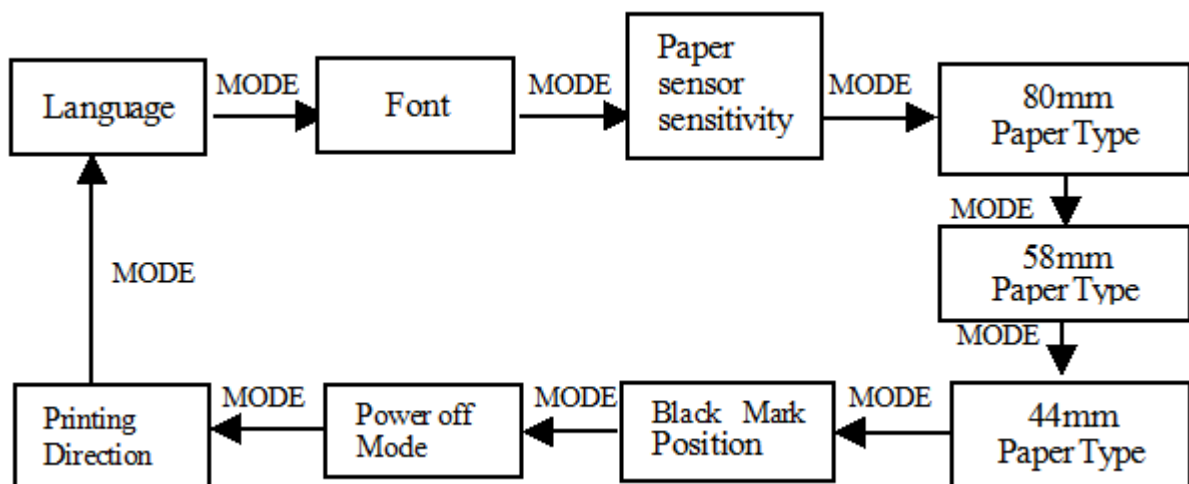 Language
MODE
Font
MODE
Paper
sensor
sensitivity
MODE
80mm
Paper Type
MODE
58mm
Paper Type
MODE
44mm
Paper Type
MODE
Black Mark
Position
MODE
Power off
Mode
MODE
Printing
Direction
MODE